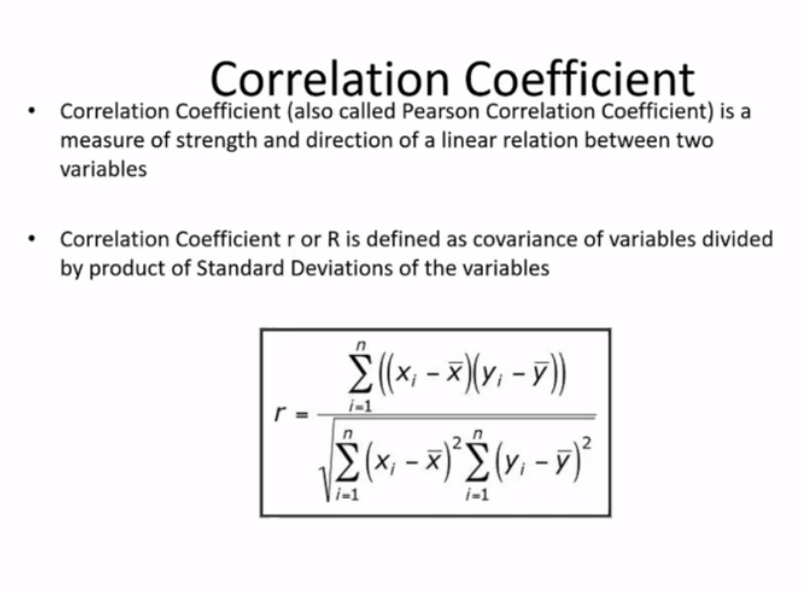 Correlation Coefficient
• Correlation Coefficient (also called Pearson Correlation Coefficient) is a
measure of strength and direction of a linear relation between two
variables
• Correlation Coefficient r or R is defined as covariance of variables divided
by product of Standard Deviations of the variables
r = \frac{\sum_{i=1}^{n}((x_i - \bar{x})(y_i - \bar{y}))}{\sqrt{\sum_{i=1}^{n}(x_i - \bar{x})^2 \sum_{i=1}^{n}(y_i - \bar{y})^2}}